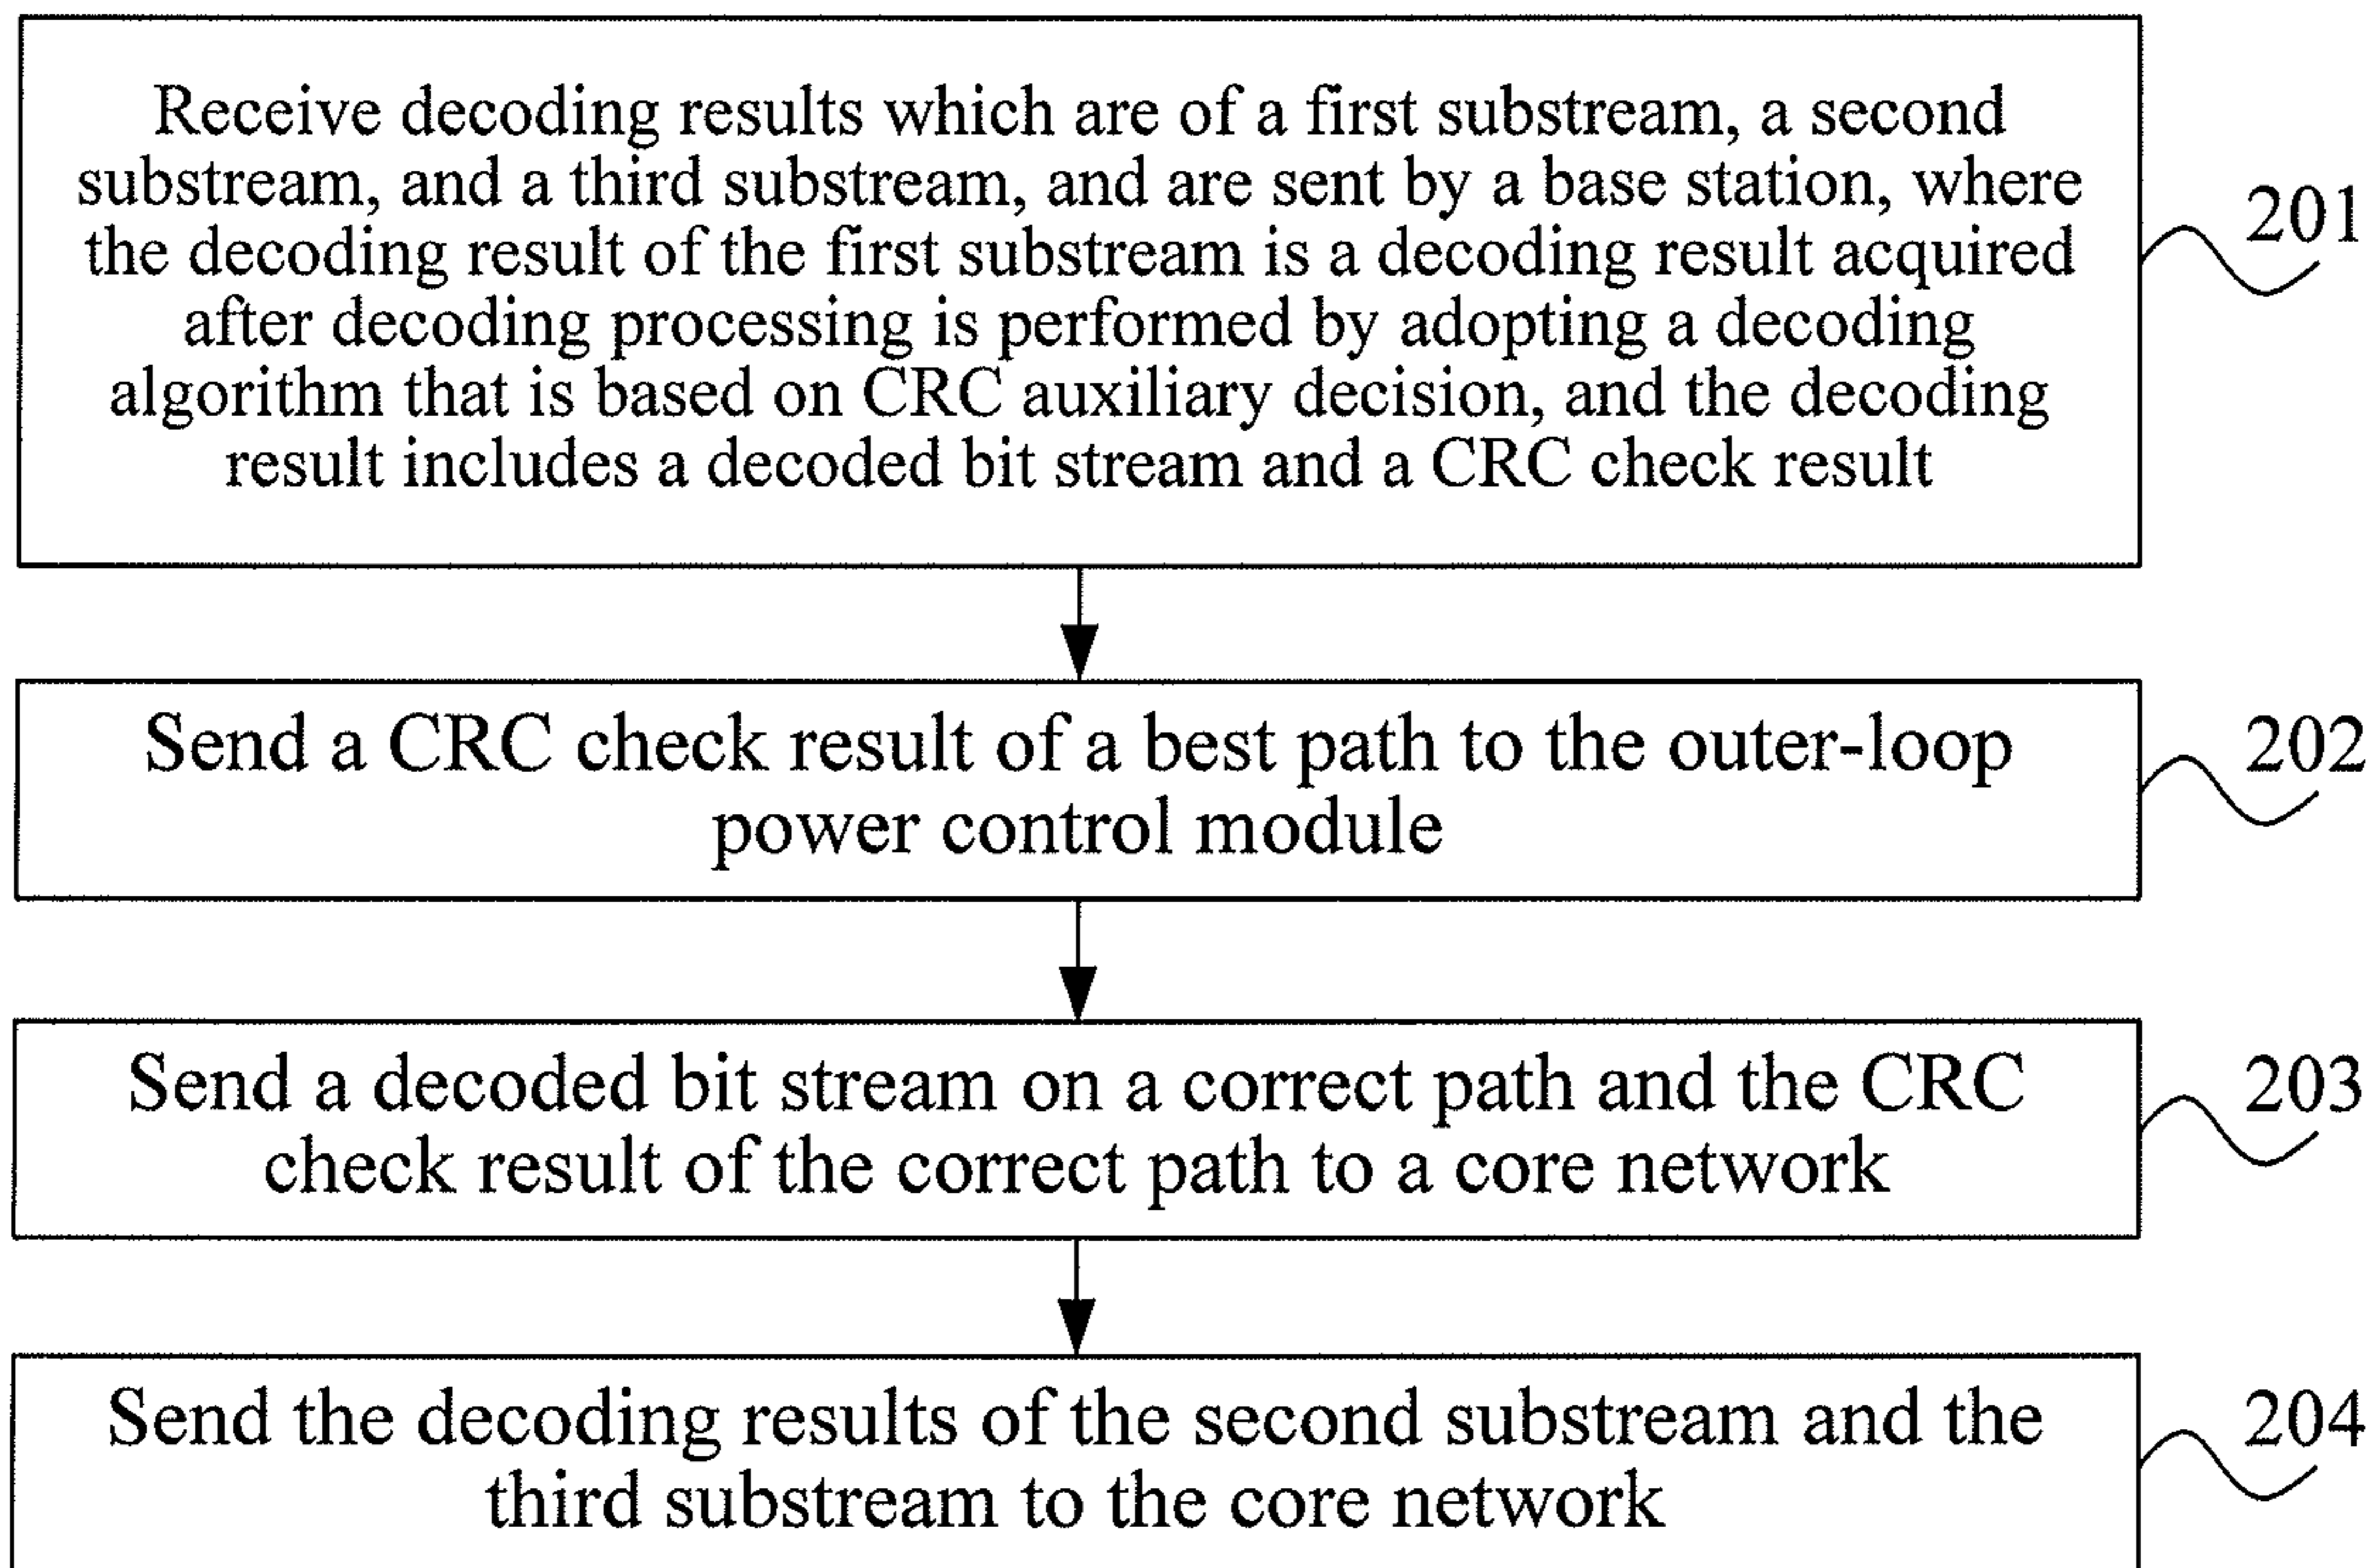 Receive decoding results which are of a first substream, a second
substream, and a third substream, and are sent by a base station, where
the decoding result of the first substream is a decoding result acquired
after decoding processing is performed by adopting a decoding
algorithm that is based on CRC auxiliary decision, and the decoding
result includes a decoded bit stream and a CRC check result
201
Send a CRC check result of a best path to the outer-loop
power control module
202
Send a decoded bit stream on a correct path and the CRC
check result of the correct path to a core network
203
Send the decoding results of the second substream and the
third substream to the core network
204